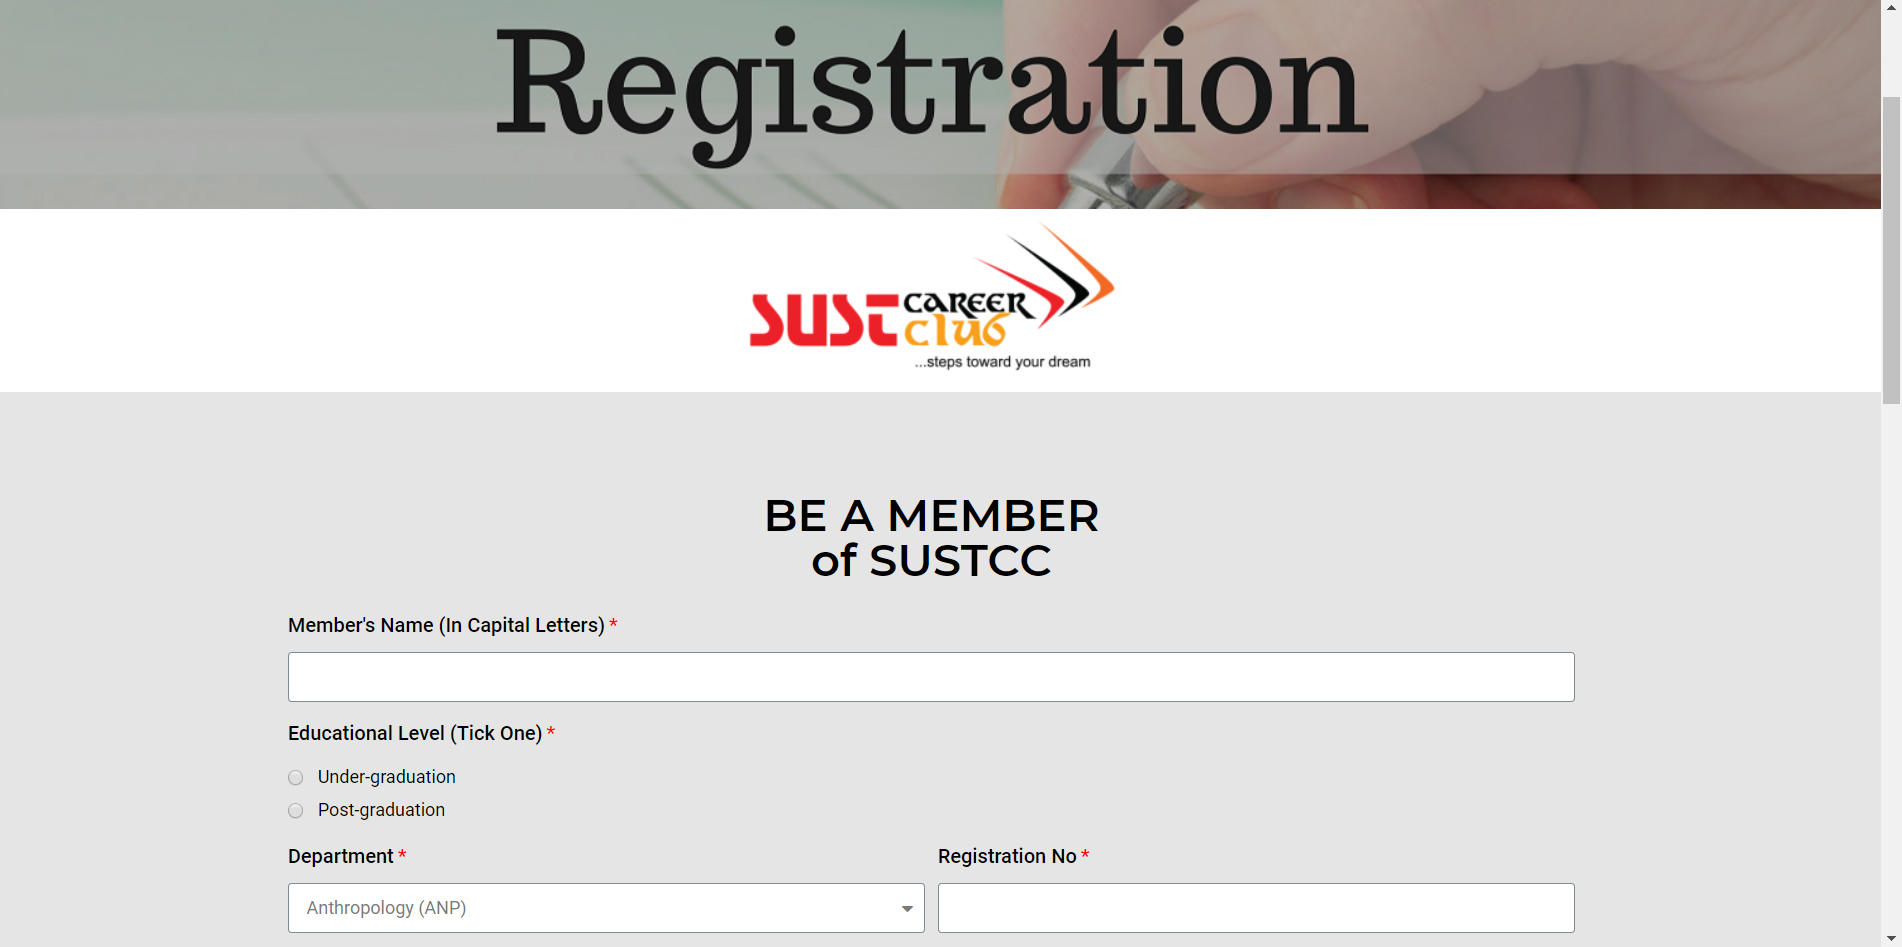 Registration
SUST CAREER
club
...steps toward your dream
BE A MEMBER
of SUSTCC
Member's Name (In Capital Letters) *
Educational Level (Tick One) *
Under-graduation
Post-graduation
Department *
Registration No *
Anthropology (ANP)